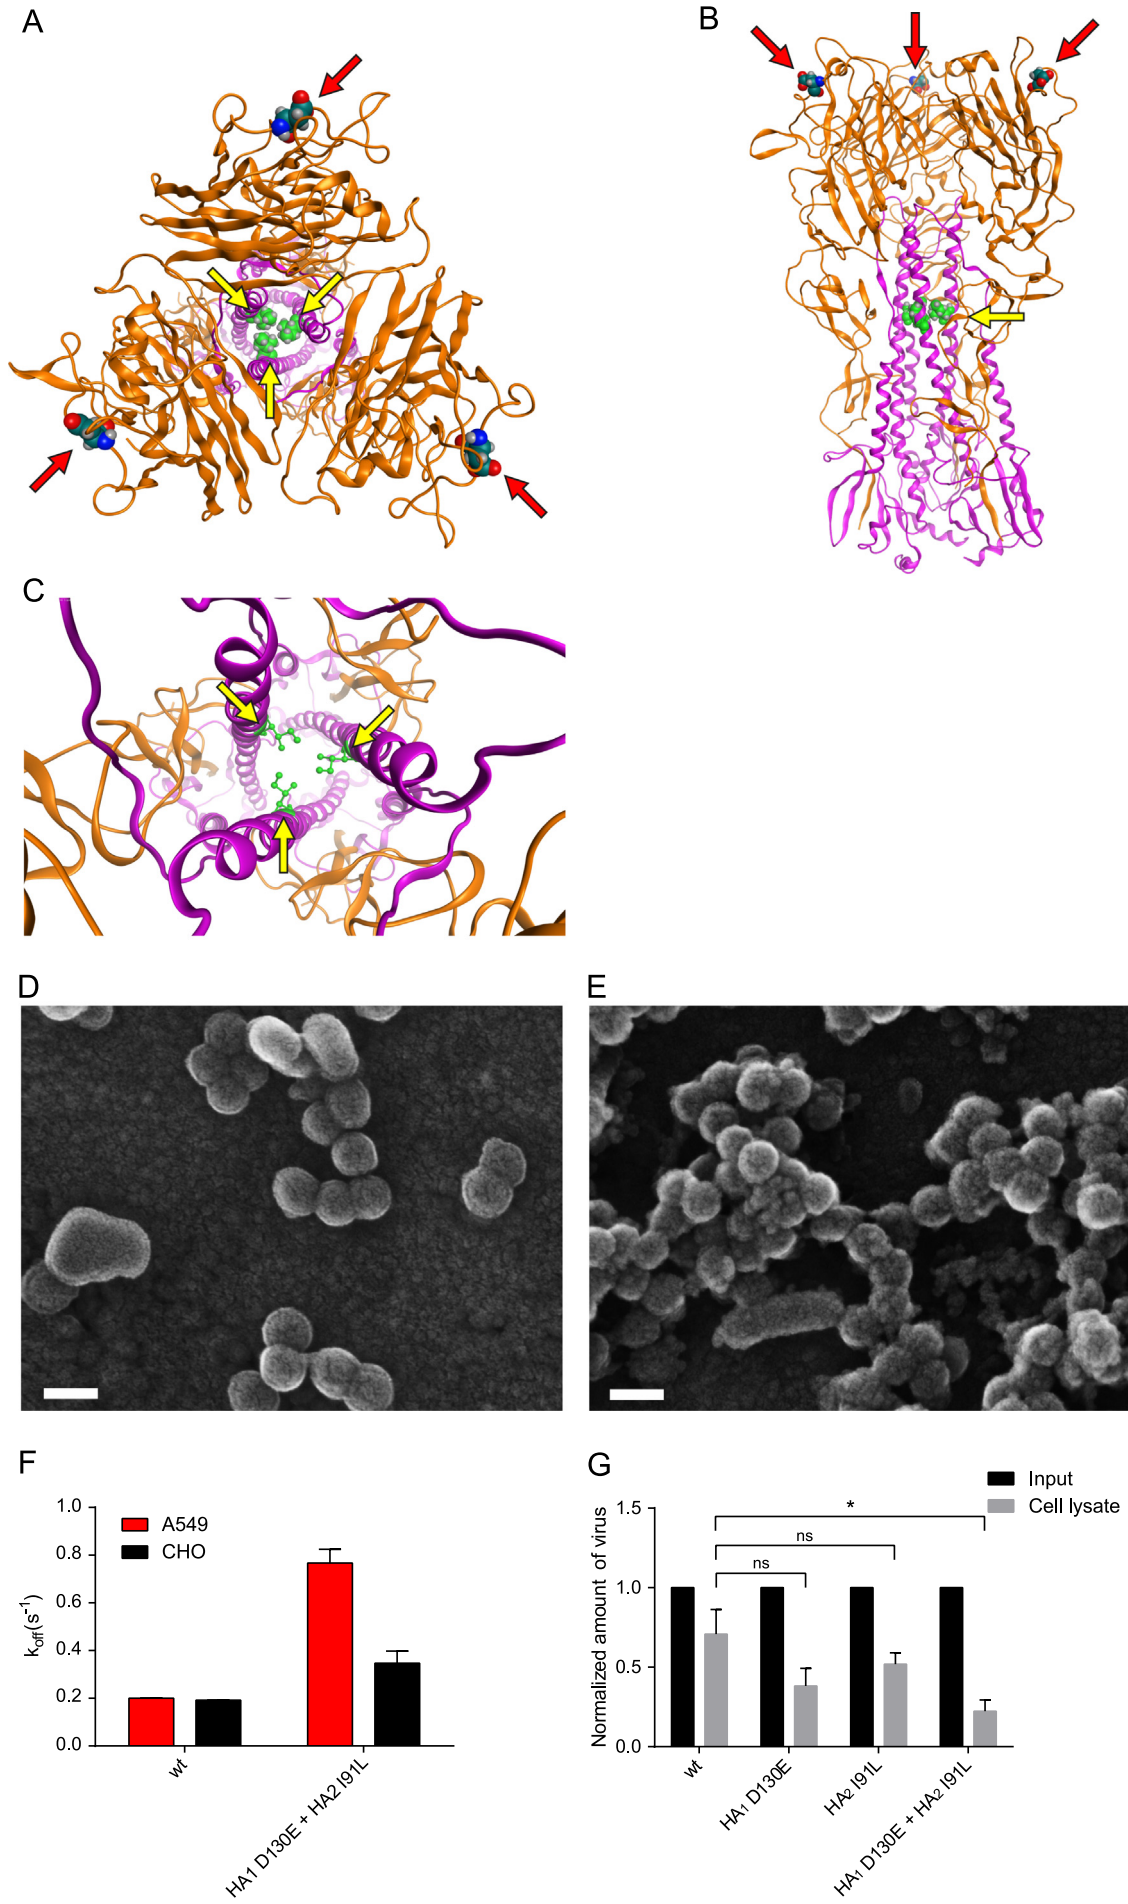 A
B
C
D
E
F
1.0
0.8
0.6
0.4
0.2
0.0
koff(s-1)
A549
CHO
wt
HA1 D130E + HA2 I91L
G
Input
Cell lysate
1.5
1.0
0.5
0.0
Normalized amount of virus
*
ns
ns
wt
HA1 D130E
HA2 I91L
HA1 D130E + HA2 I91L